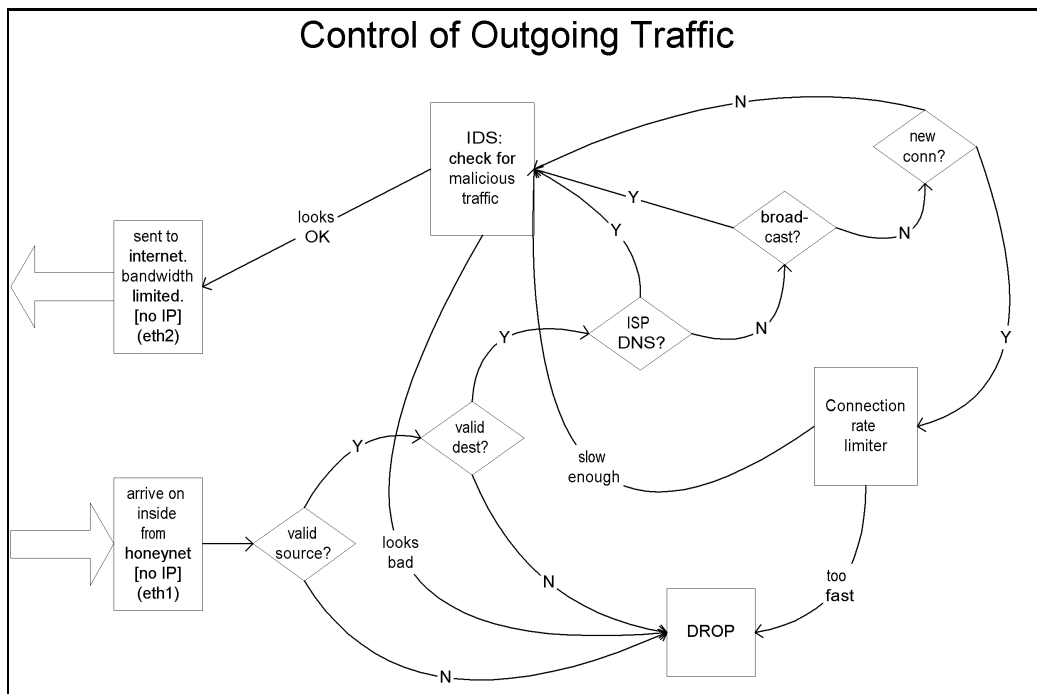 Control of Outgoing Traffic
N
IDS:
check for
malicious
traffic
new
conn?
Y
broad-
cast?
N
Y
looks
OK
sent to
internet.
bandwidth
limited.
[no IP]
(eth2)
ISP
DNS?
N
Y
Y
Connection
rate
limiter
valid
dest?
Y
slow
enough
arrive on
inside
from
honeynet
[no IP]
(eth1)
valid
source?
looks
bad
N
too
fast
DROP
N